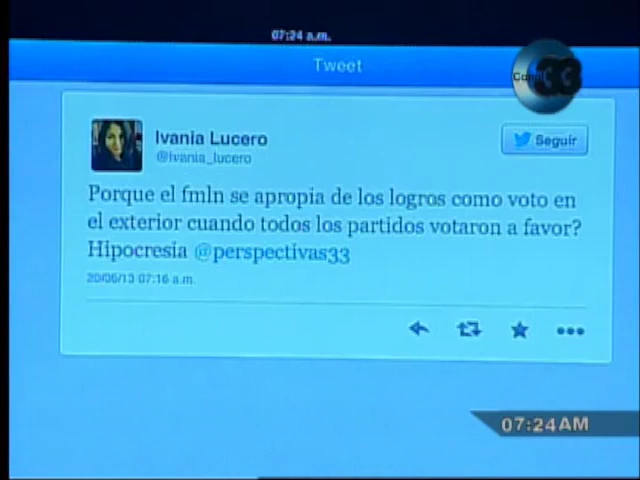 07:24 a.m.
Tweet
Ivania Lucero
@Ivania_lucero
Seguir
Porque el fmln se apropia de los logros como voto en
el exterior cuando todos los partidos votaron a favor?
Hipocresia @perspectivas33
20/06/13 07:16 a.m.
07:24AM